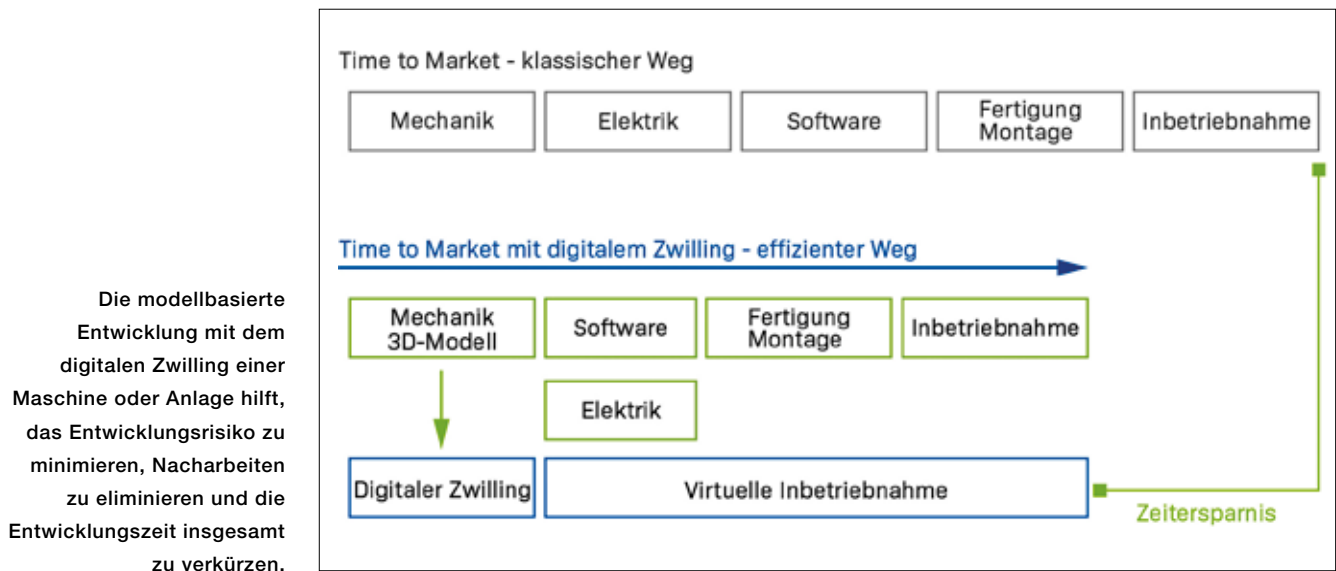 Time to Market - klassischer Weg
Mechanik
Elektrik
Software
Fertigung
Montage
Inbetriebnahme
Time to Market mit digitalem Zwilling - effizienter Weg
Mechanik
3D-Modell
Software
Fertigung
Montage
Inbetriebnahme
Elektrik
Digitaler Zwilling
Virtuelle Inbetriebnahme
Zeitersparnis
Die modellbasierte
Entwicklung mit dem
digitalen Zwilling einer
Maschine oder Anlage hilft,
das Entwicklungsrisiko zu
minimieren, Nacharbeiten
zu eliminieren und die
Entwicklungszeit insgesamt
zu verkürzen.